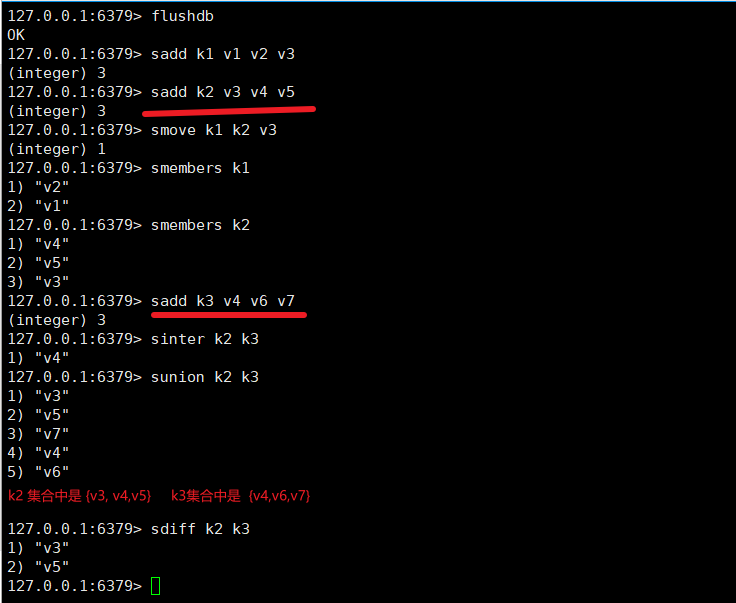 127.0.0.1:6379> flushdb
OK
127.0.0.1:6379> sadd k1 v1 v2 v3
(integer) 3
127.0.0.1:6379> sadd k2 v3 v4 v5
(integer) 3
127.0.0.1:6379> smove k1 k2 v3
(integer) 1
127.0.0.1:6379> smembers k1
1) "v2"
2) "v1"
127.0.0.1:6379> smembers k2
1) "v4"
2) "v5"
3) "v3"
127.0.0.1:6379> sadd k3 v4 v6 v7
(integer) 3
127.0.0.1:6379> sinter k2 k3
1) "v4"
127.0.0.1:6379> sunion k2 k3
1) "v3"
2) "v5"
3) "v7"
4) "v4"
5) "v6"
k2 集合中是 {v3, v4,v5} k3集合中是 {v4,v6,v7}
127.0.0.1:6379> sdiff k2 k3
1) "v3"
2) "v5"
127.0.0.1:6379>